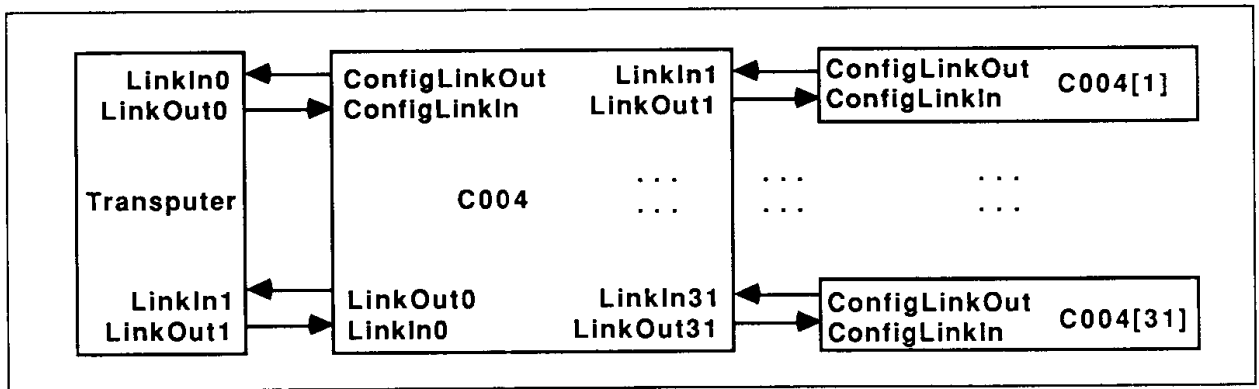 LinkIn0
LinkOut0
Transputer
LinkIn1
LinkOut1
ConfigLinkOut
ConfigLinkIn
C004
LinkOut0
LinkIn0
LinkIn1
LinkOut1
... ... ...
... ... ...
LinkIn31
LinkOut31
ConfigLinkOut
ConfigLinkIn
C004[1]
ConfigLinkOut
ConfigLinkIn
C004[31]